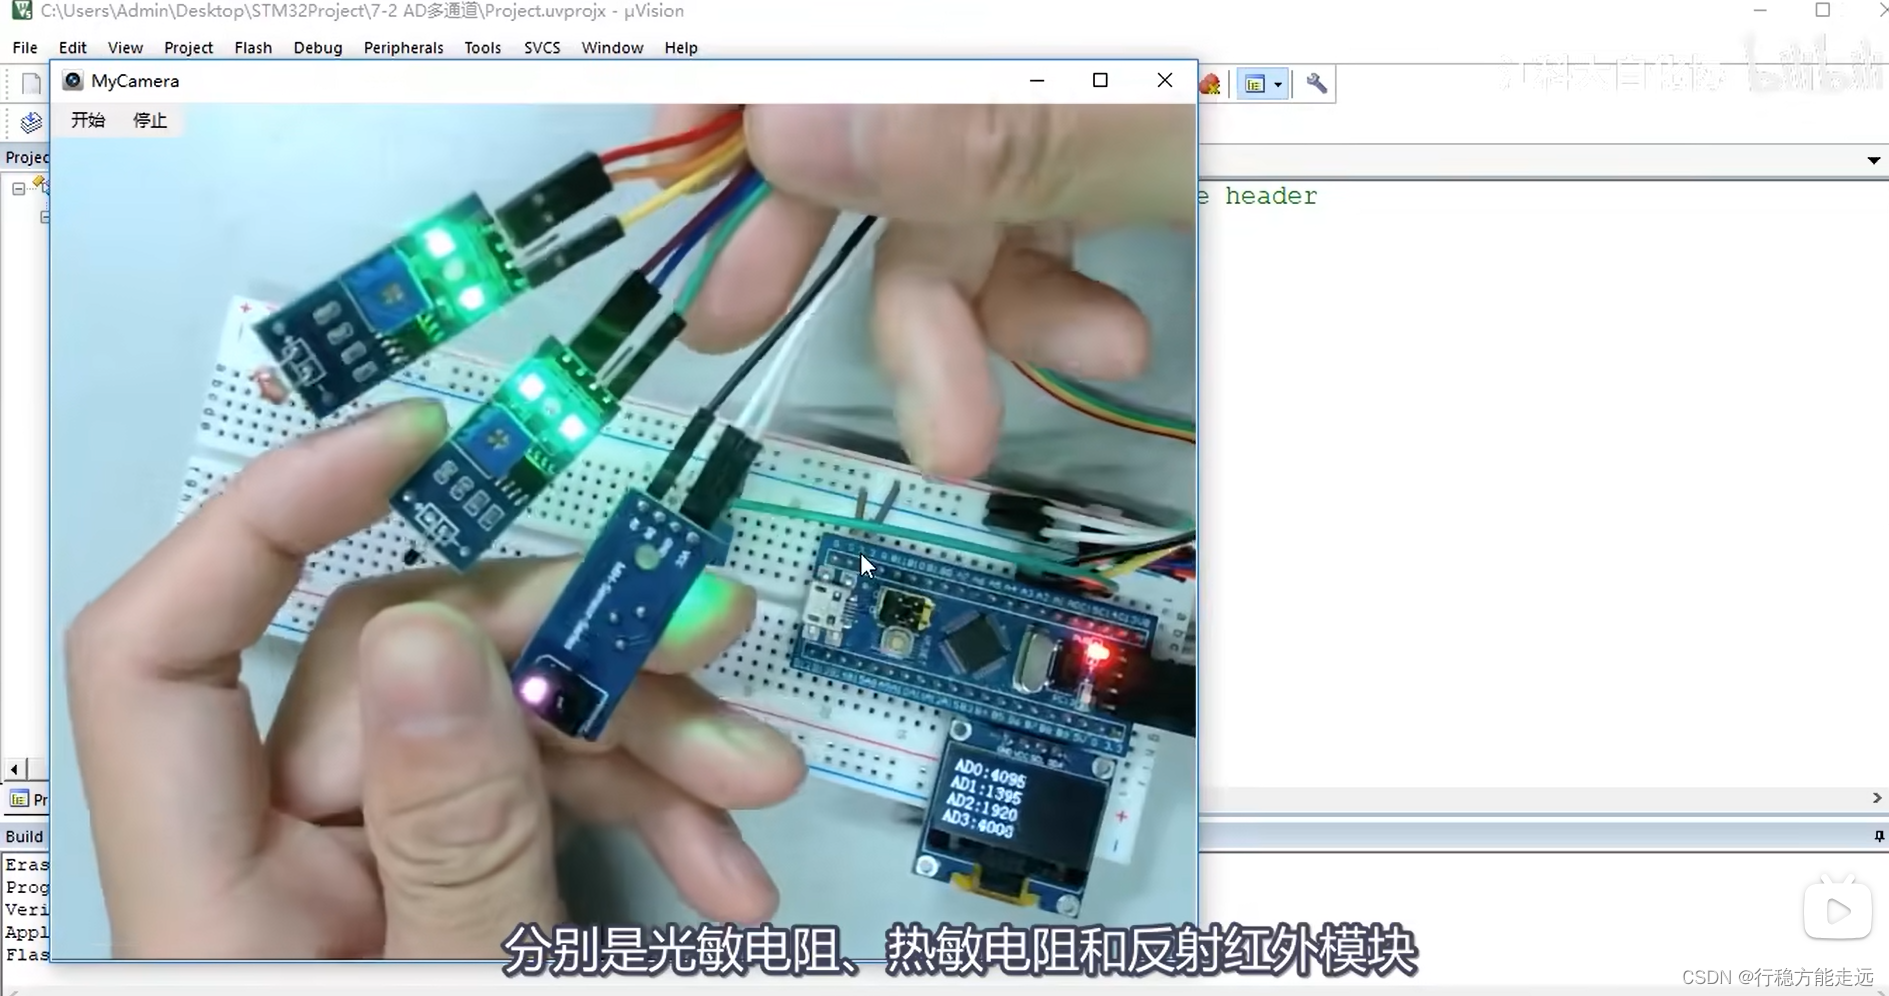 C:\Users\Admin\Desktop\STM32Project\7-2 AD多通道\Project.uvprojx - µVision
File Edit View Project Flash Debug Peripherals Tools SVCS Window Help
MyCamera
开始 停止
Projec
e header
VCC
AD0:4095
AD1:1395
AD2:1920
AD3:4000
Pr
Build
Eras
Prog
Veri
Appl
Flas
分别是光敏电阻、热敏电阻和反射红外模块
CSDN @行稳方能走远